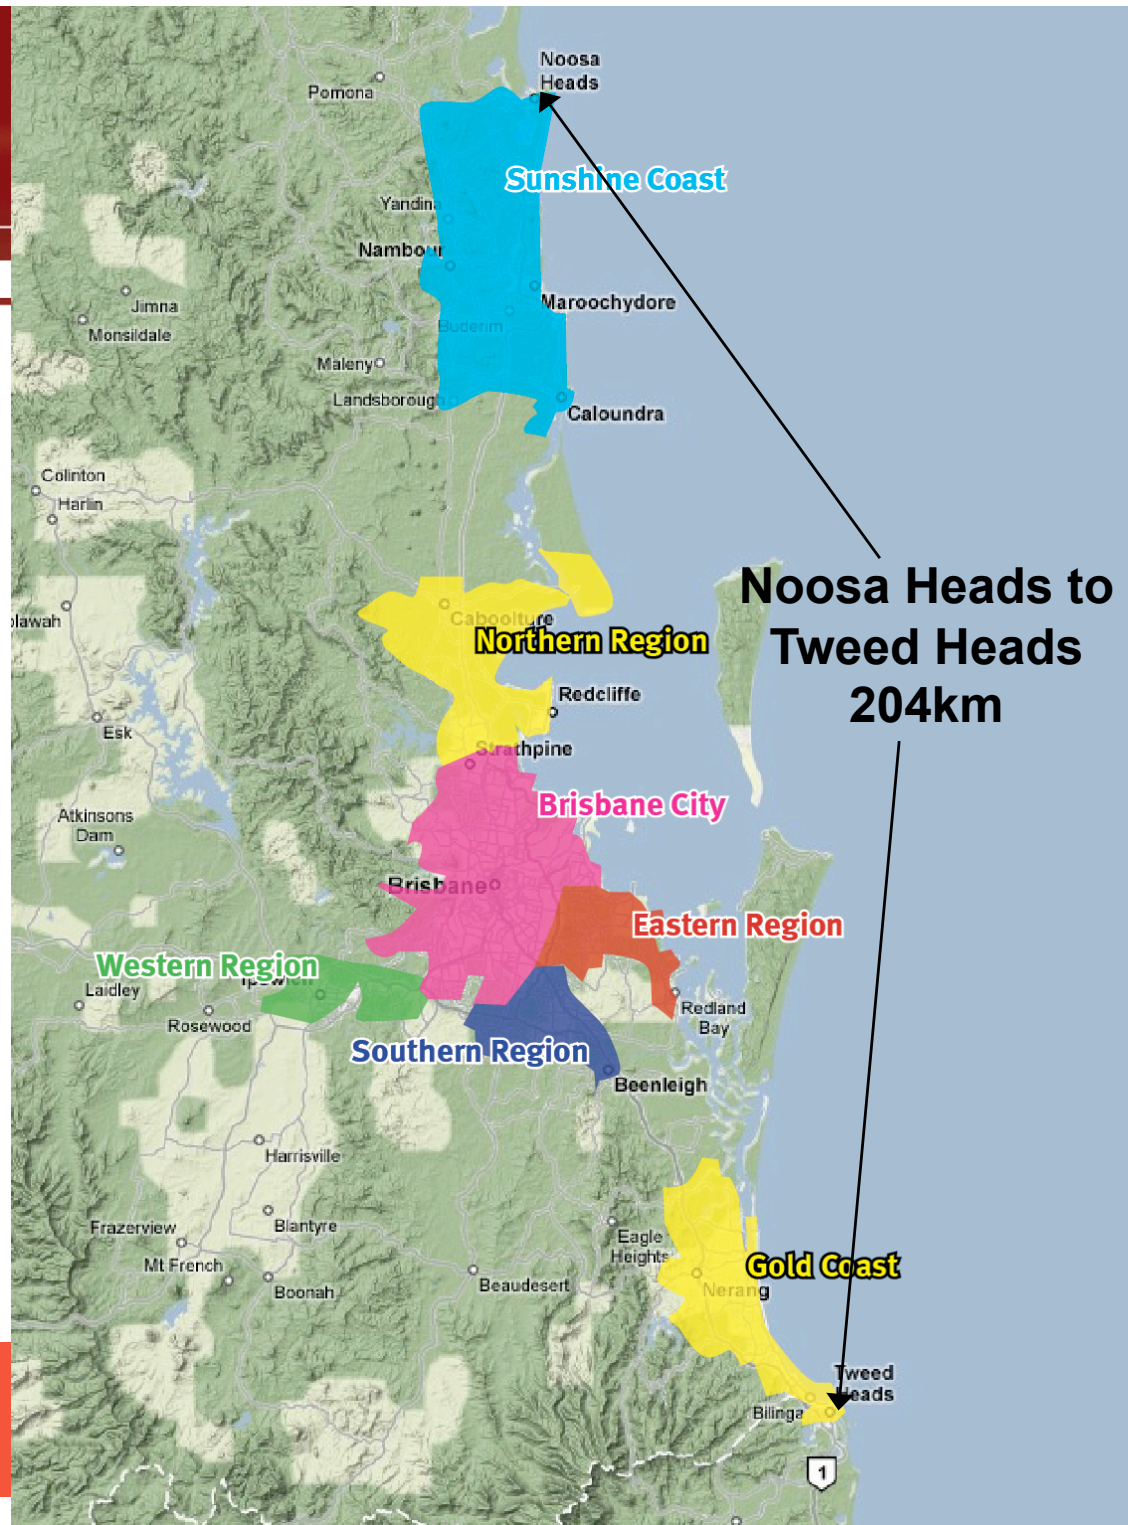 Noosa
Heads
Pomona
Sunshine Coast
Yandina
Nambour
Jimna
Maroochydore
Monsildale
Buderim
Maleny
Landsborough
Caloundra
Colinton
Harlin
Noosa Heads to
Tweed Heads
204km
Caboolture
Northern Region
Redcliffe
Esk
Strathpine
Brisbane City
Atkinsons
Dam
Brisbane
Eastern Region
Western Region
Laidley
Rosewood
Redland
Bay
Southern Region
Beenleigh
Harrisville
Frazerview
Blantyre
Eagle
Heights
Mt French
Gold Coast
Boonah
Beaudesert
Nerang
Tweed
Heads
Bilinga
1